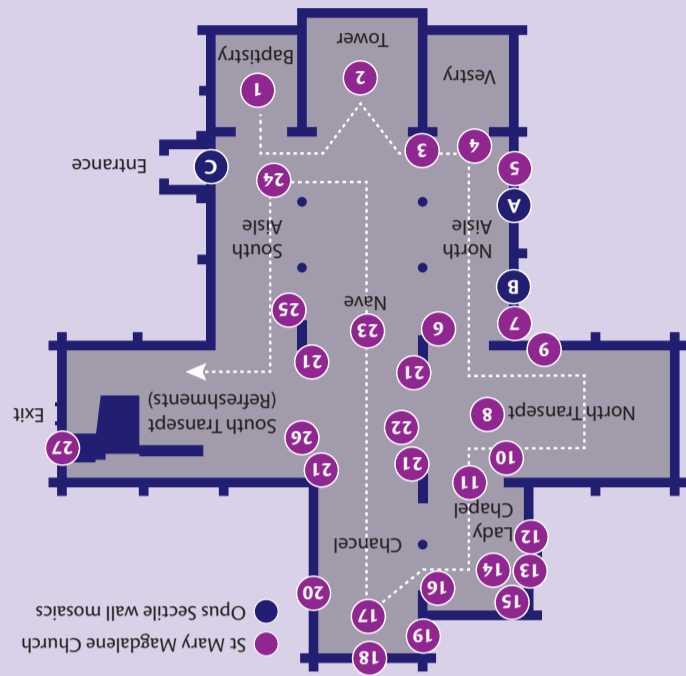 St Mary Magdalene Church
Opus Sectile wall mosaics
18
19
17
15
20
16
14
13
12
Chancel
Lady
Chapel
11
21
21
10
27
26
22
8
North Transept
South Transept
(Refreshments)
Exit
21
21
9
6
23
25
7
Nave
B
North
Aisle
South
Aisle
A
24
C
Entrance
5
4
3
1
2
Vestry
Tower
Baptistry